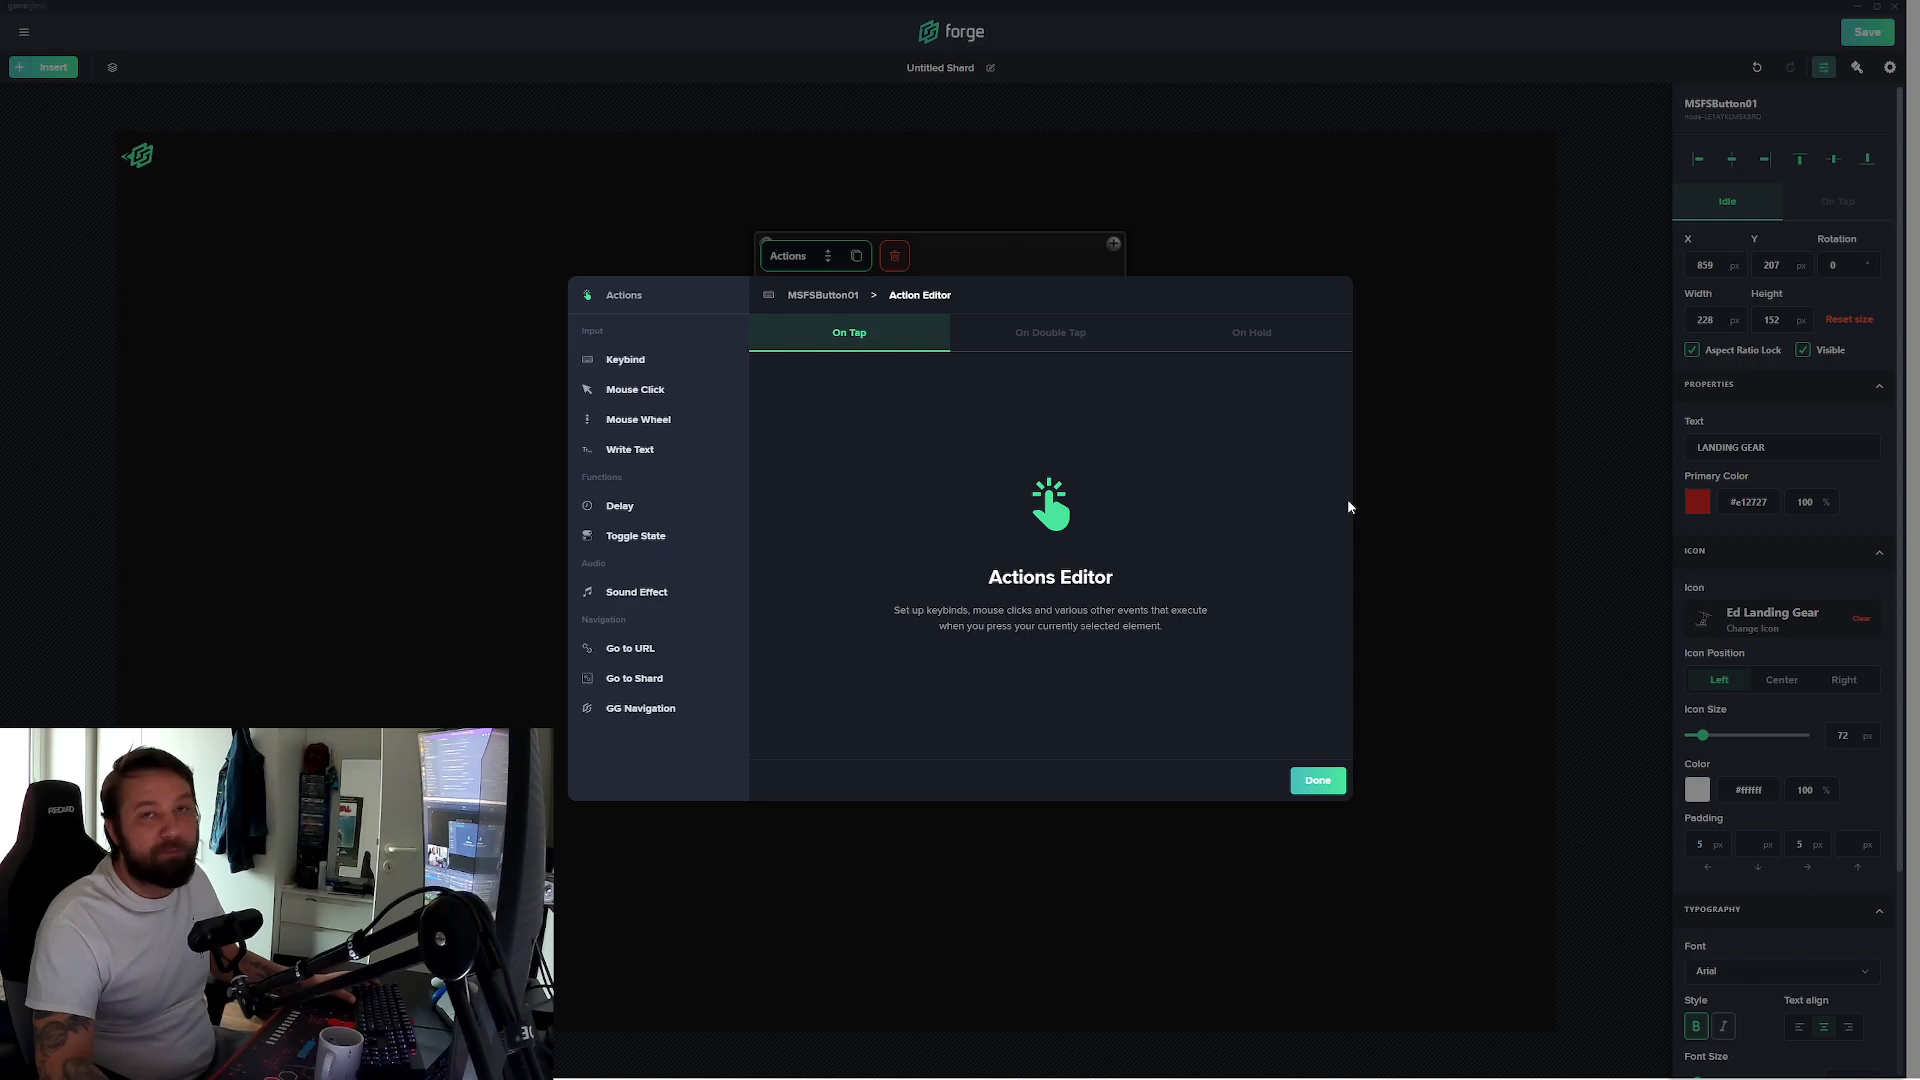 gameglass
forge
Save
+ Insert
Untitled Shard
MSFSButton01
Idle
On Tap
X
Y
Rotation
859 px
207 px
0 °
Width
Height
228 px
152 px
Reset size
Aspect Ratio Lock
Visible
PROPERTIES
Text
LANDING GEAR
Primary Color
#e12727
100 %
ICON
Icon
Ed Landing Gear
Change Icon
Clear
Icon Position
Left
Center
Right
Icon Size
72 px
Color
#ffffff
100 %
Padding
5 px
px
5 px
px
TYPOGRAPHY
Font
Arial
Style
Text align
B I
Font Size
Actions
Actions
MSFSButton01 > Action Editor
Input
Keybind
Mouse Click
Mouse Wheel
Write Text
Functions
Delay
Toggle State
Audio
Sound Effect
Navigation
Go to URL
Go to Shard
GG Navigation
On Tap
On Double Tap
On Hold
Actions Editor
Set up keybinds, mouse clicks and various other events that execute
when you press your currently selected element.
Done
RECARO